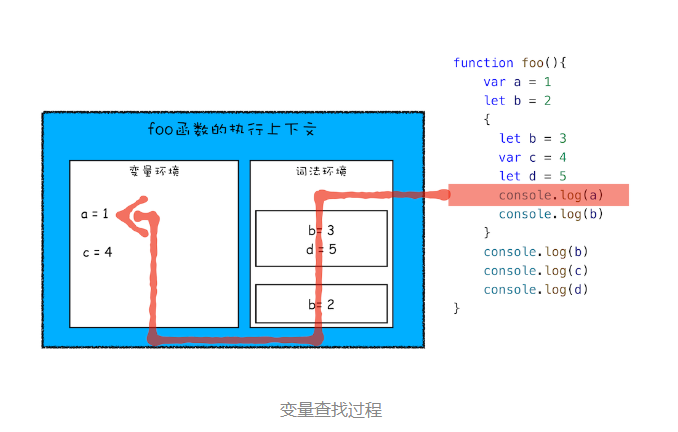 foo函数的执行上下文
变量环境
a = 1
c = 4
词法环境
b= 3
d = 5
b= 2
function foo(){
var a = 1
let b = 2
{
let b = 3
var c = 4
let d = 5
console.log(a)
console.log(b)
}
console.log(b)
console.log(c)
console.log(d)
}
变量查找过程